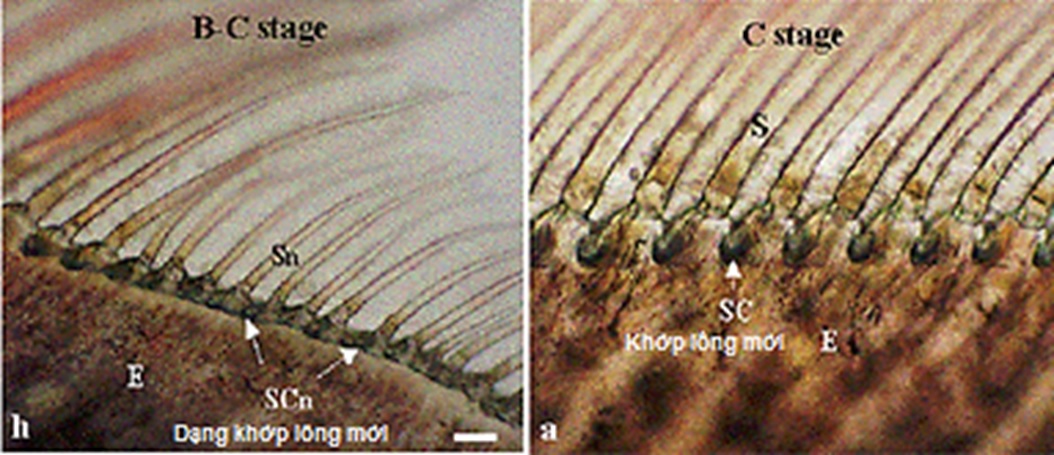 B-C stage
Sn
E
SCn
Dạng khớp lông mới
h
C stage
S
SC
Khớp lông mới
E
a